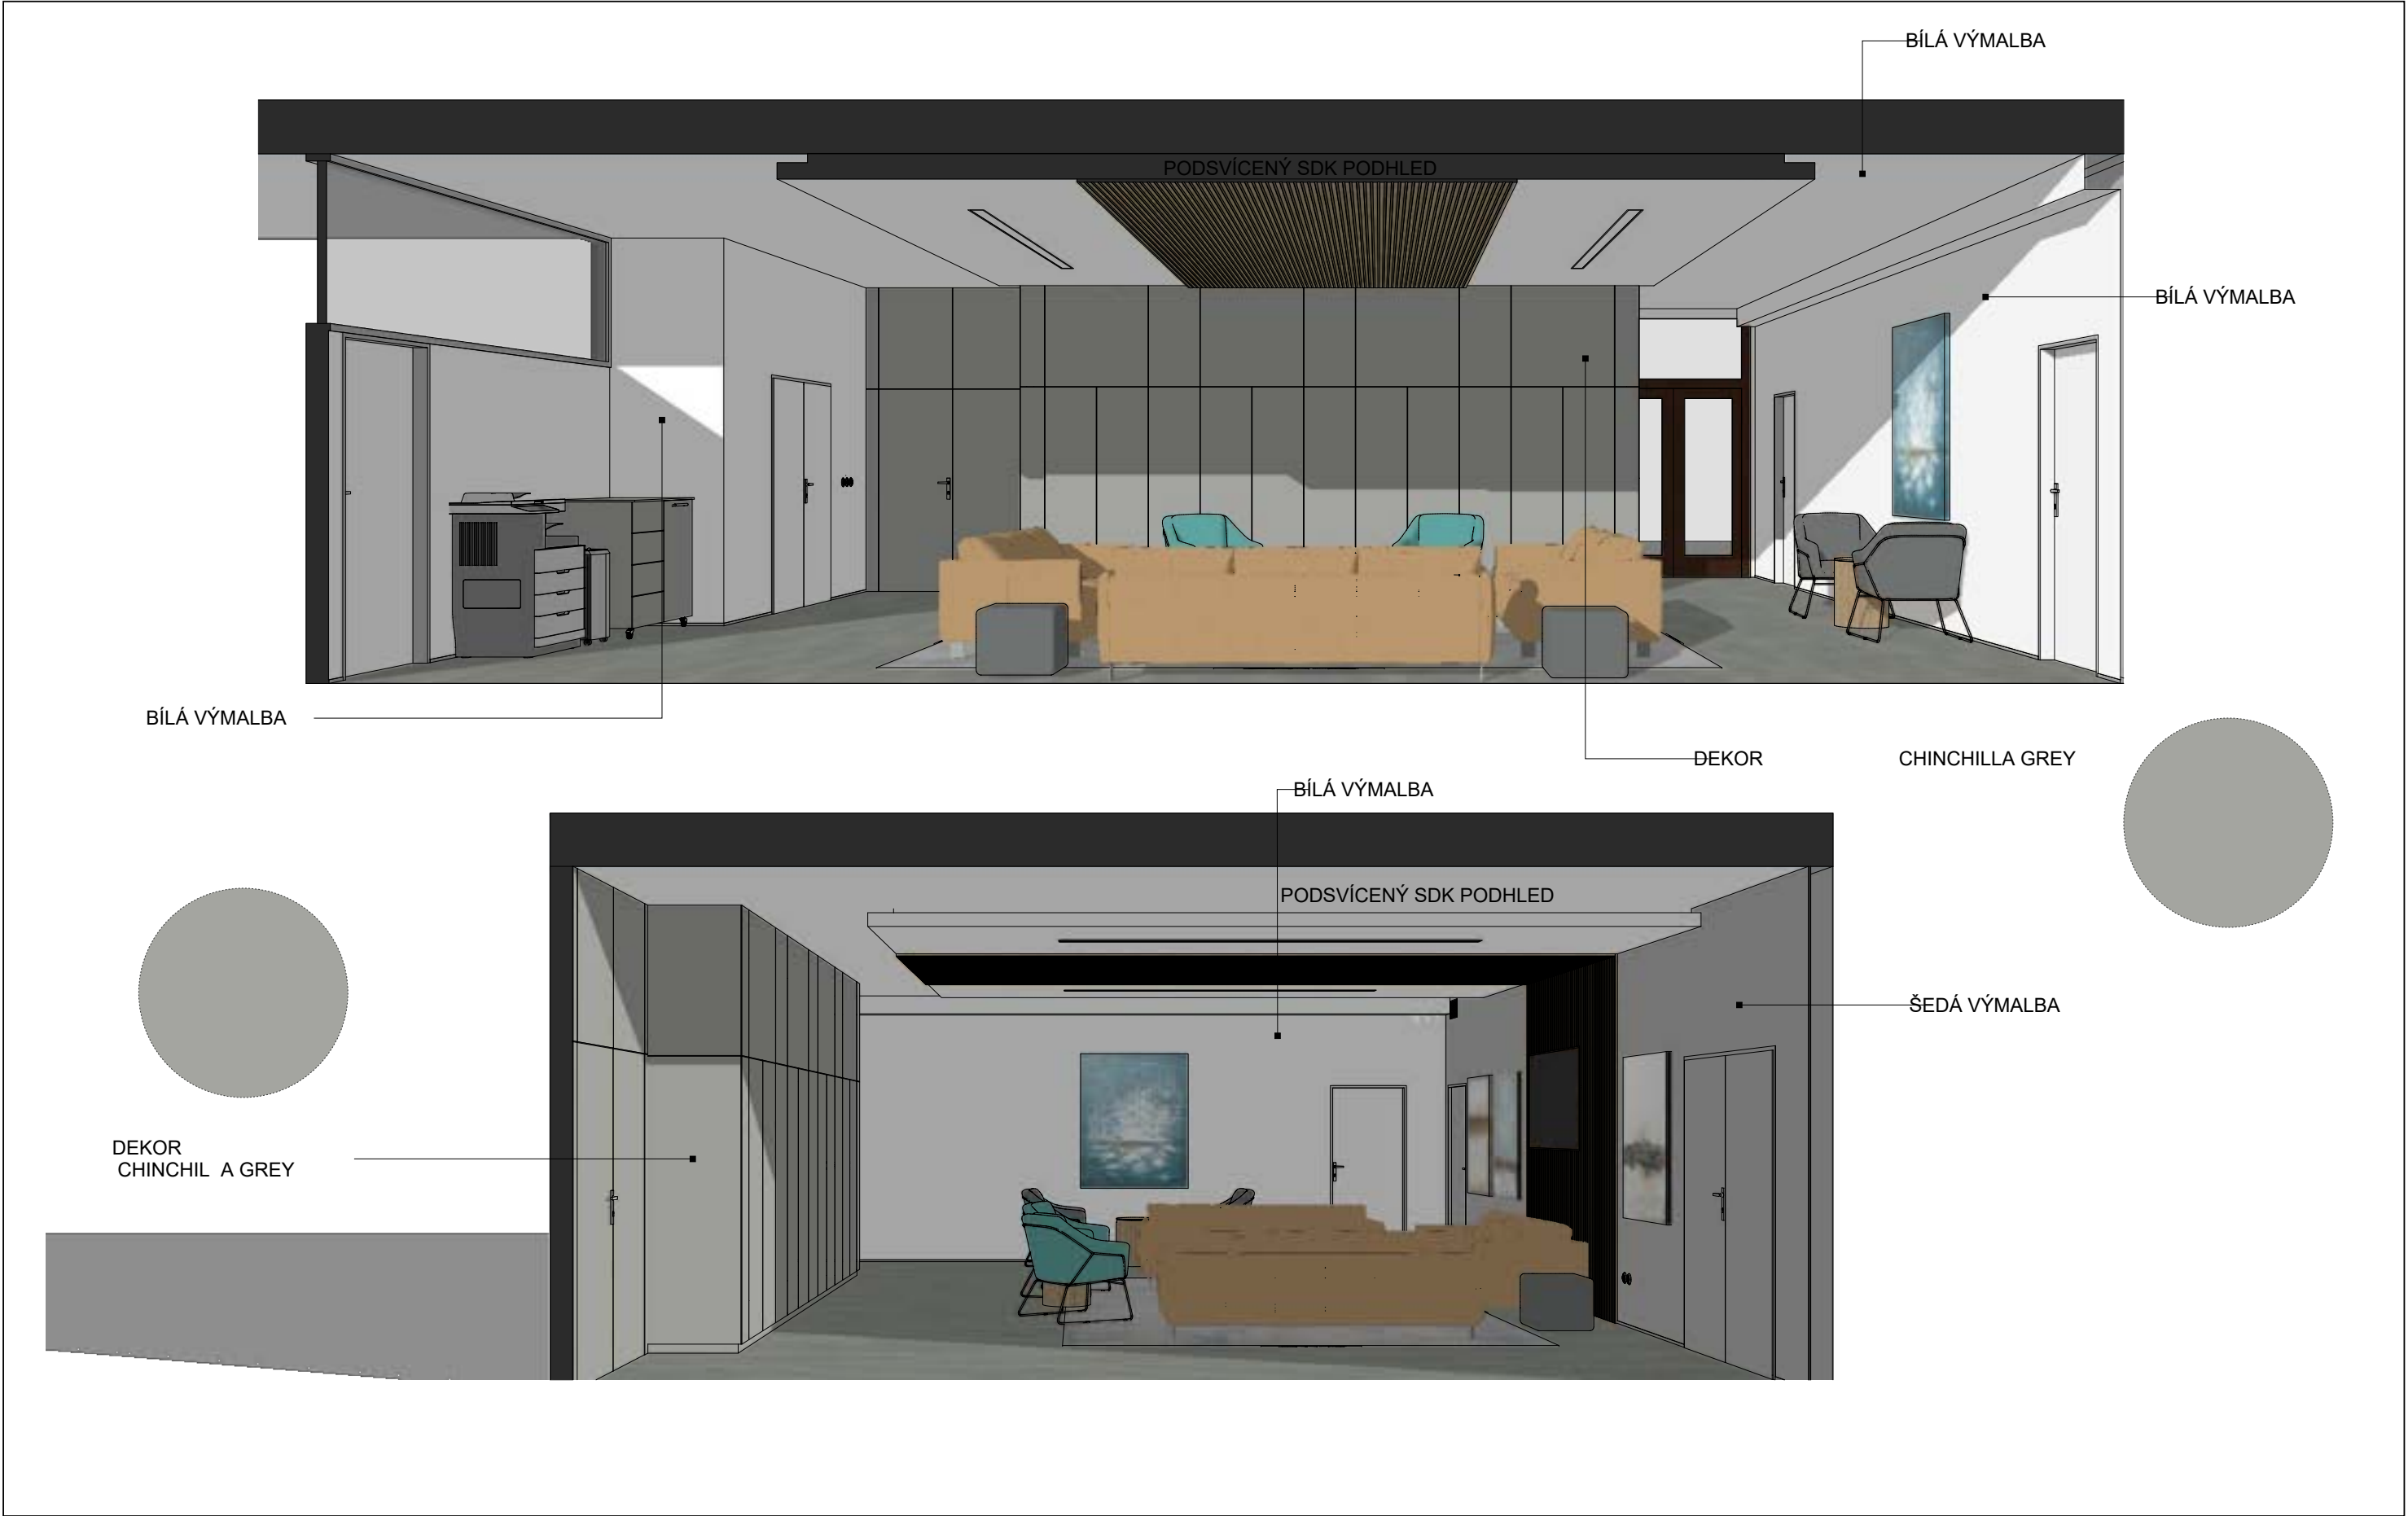 BÍLÁ VÝMALBA
PODSVÍCENÝ SDK PODHLED
BÍLÁ VÝMALBA
BÍLÁ VÝMALBA
DEKOR CHINCHILLA GREY
BÍLÁ VÝMALBA
PODSVÍCENÝ SDK PODHLED
ŠEDÁ VÝMALBA
DEKOR
CHINCHIL A GREY